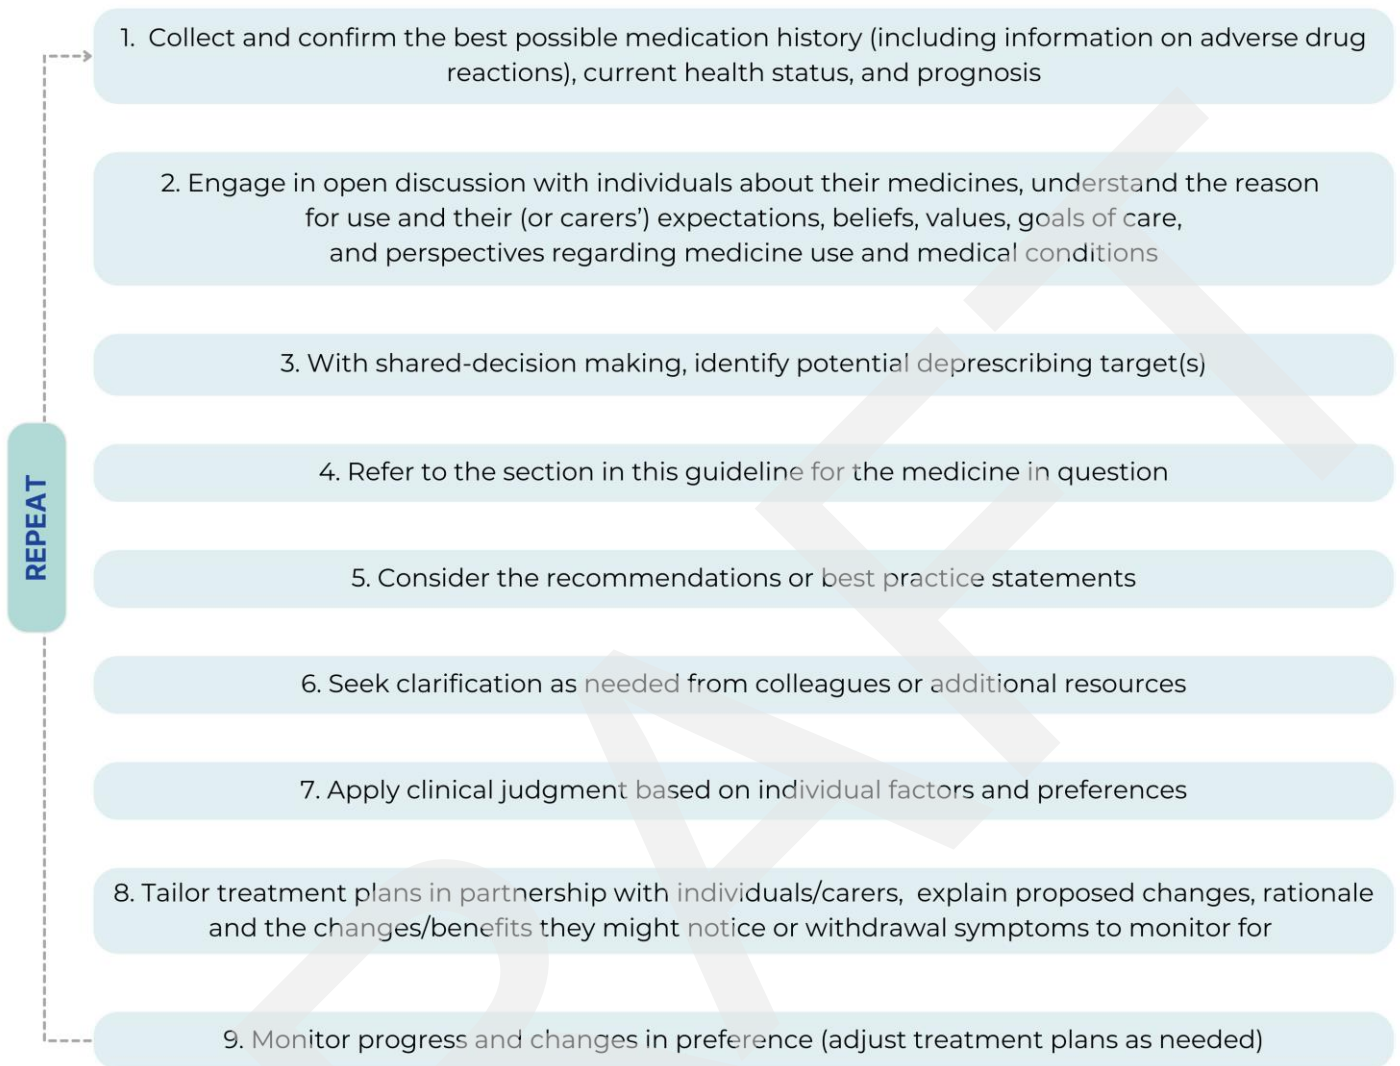 1. Collect and confirm the best possible medication history (including information on adverse drug
reactions), current health status, and prognosis
2. Engage in open discussion with individuals about their medicines, understand the reason
for use and their (or carers’) expectations, beliefs, values, goals of care,
and perspectives regarding medicine use and medical conditions
3. With shared-decision making, identify potential deprescribing target(s)
4. Refer to the section in this guideline for the medicine in question
REPEAT
5. Consider the recommendations or best practice statements
6. Seek clarification as needed from colleagues or additional resources
7. Apply clinical judgment based on individual factors and preferences
8. Tailor treatment plans in partnership with individuals/carers, explain proposed changes, rationale
and the changes/benefits they might notice or withdrawal symptoms to monitor for
9. Monitor progress and changes in preference (adjust treatment plans as needed)
RAFT